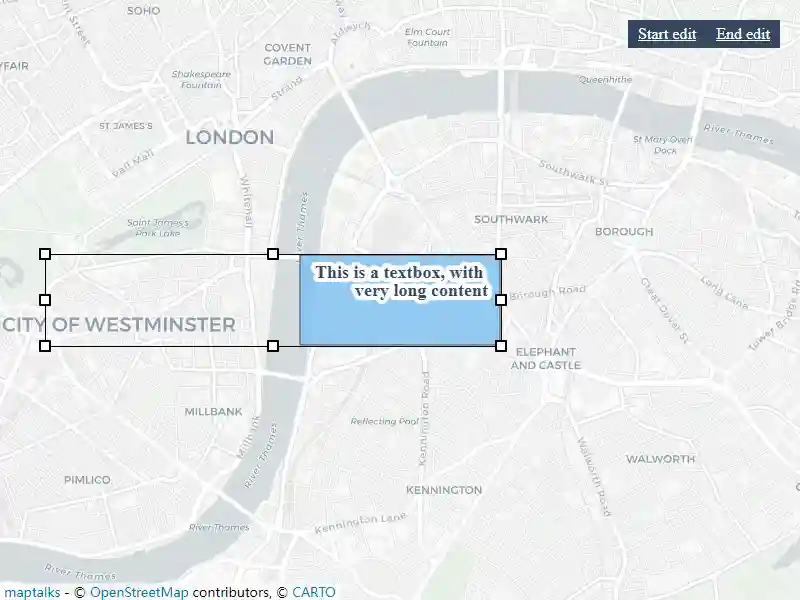 SOHO
Aldwych
Elm Court
Fountain
COVENT
GARDEN
Start edit End edit
Shakespeare
Fountain
Strand
Queenhithe
ST JAMES'S
LONDON
River Thames
St Mary Overi
Dock
Pall Mall
Southwark St
Whitehall
Saint James's
Park Lake
River Thames
SOUTHWARK
BOROUGH
This is a textbox, with
very long content
Borough Road
Great Dover St
Long Lane
Tower Bridge Road
CITY OF WESTMINSTER
ELEPHANT
AND CASTLE
MILLBANK
Millbank
Reflecting Pool
Kennington Road
River Thames
Walworth Road
WALWORTH
PIMLICO
KENNINGTON
River Thames
Kennington Lane
River Thames
maptalks - © OpenStreetMap contributors, © CARTO